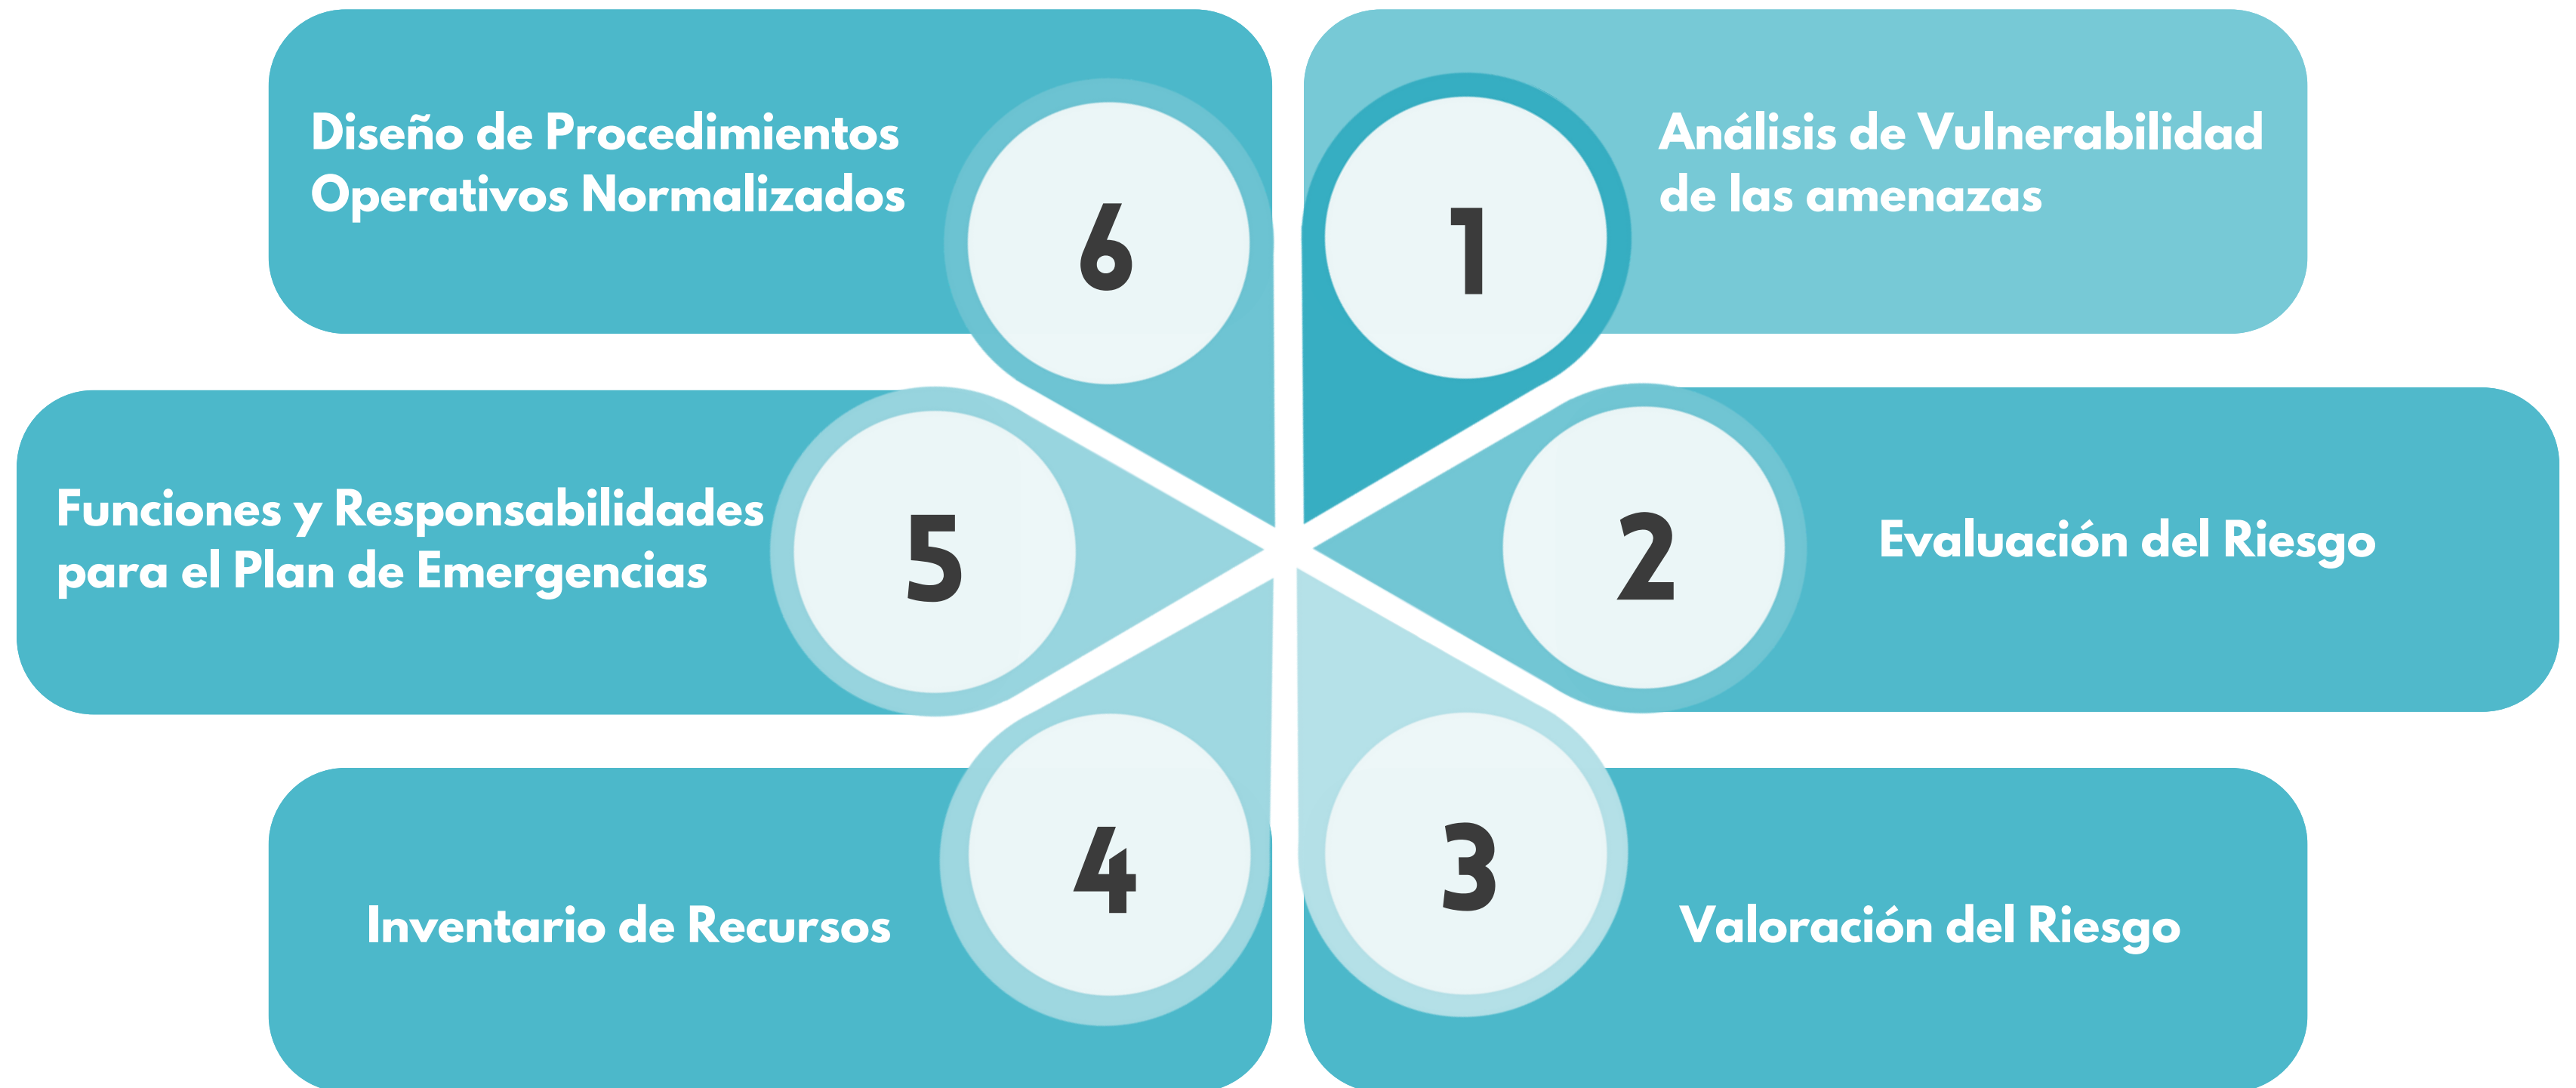 1
Análisis de Vulnerabilidad
de las amenazas
2
Evaluación del Riesgo
3
Valoración del Riesgo
4
Inventario de Recursos
5
Funciones y Responsabilidades
para el Plan de Emergencias
6
Diseño de Procedimientos
Operativos Normalizados